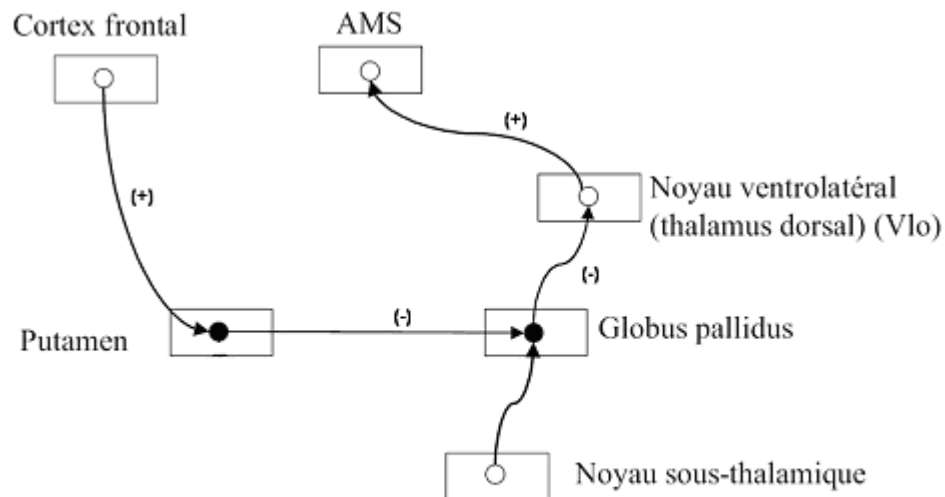 Cortex frontal
AMS
(+)
(+)
Noyau ventrolatéral
(thalamus dorsal) (Vlo)
(-)
(-)
Putamen
Globus pallidus
Noyau sous-thalamique